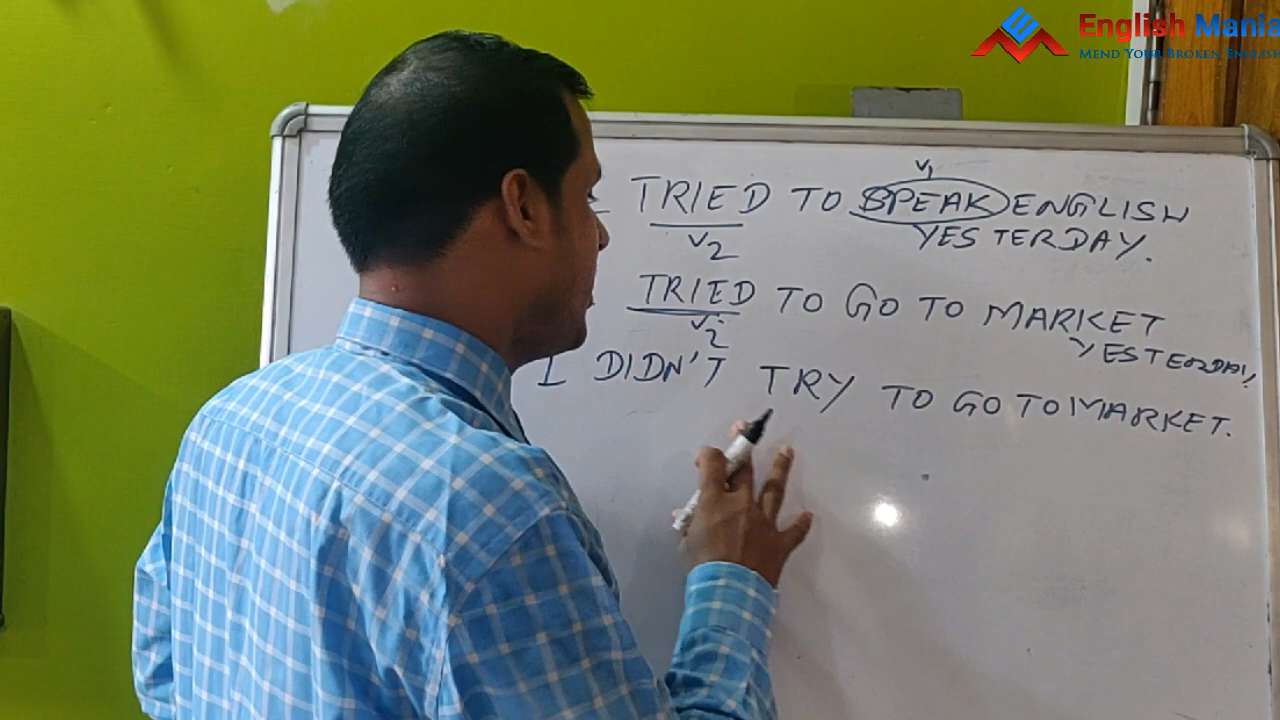 English Mania
MEND YOUR BROKEN ENGLISH
V1
TRIED TO SPEAK ENGLISH
V2
YESTERDAY.
TRIED TO GO TO MARKET
V2
YESTERDAY,
I DIDN'T TRY TO GO TO MARKET.